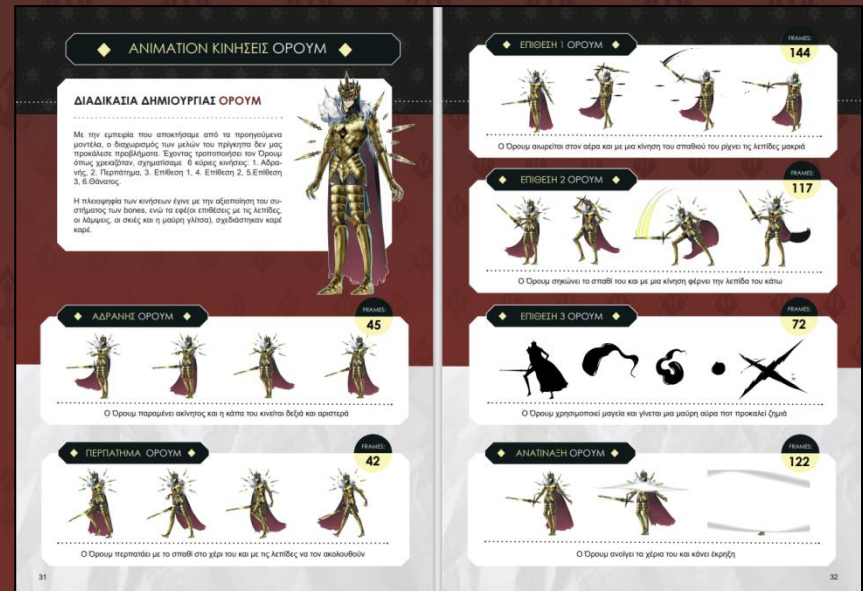 ANIMATION ΚΙΝΗΣΕΙΣ ΟΡΟΥΜ
ΔΙΑΔΙΚΑΣΙΑ ΔΗΜΙΟΥΡΓΙΑΣ ΟΡΟΥΜ
Με την εμπειρία που αποκτήσαμε από τα προηγούμενα
μοντέλα, ο διαχωρισμός των μελών του πρίγκηπα δεν μας
προκάλεσε προβλήματα. Έχοντας τροποποιήσει τον Όρουμ
όπως χρειαζόταν, σχηματίσαμε 6 κύριες κινήσεις: 1. Αδρα-
νής, 2. Περπάτημα, 3. Επίθεση 1, 4. Επίθεση 2, 5.Επίθεση
3, 6.Θάνατος.
Η πλειοψηφία των κινήσεων έγινε με την αξιοποίηση του συ-
στήματος των bones, ενώ τα εφέ(οι επιθέσεις με τις λεπίδες,
οι λάμψεις, οι σκιές και η μαύρη γλίτσα), σχεδιάστηκαν καρέ
καρέ.
ΑΔΡΑΝΗΣ ΟΡΟΥΜ
FRAMES:
45
Ο Όρουμ παραμένει ακίνητος και η κάπα του κινείται δεξιά και αριστερά
ΠΕΡΠΑΤΗΜΑ ΟΡΟΥΜ
FRAMES:
42
Ο Όρουμ περπατάει με το σπαθί στο χέρι του και με τις λεπίδες να τον ακολουθούν
31
ΕΠΙΘΕΣΗ 1 ΟΡΟΥΜ
FRAMES:
144
Ο Όρουμ αιωρείται στον αέρα και με μια κίνηση του σπαθιού του ρίχνει τις λεπίδες μακριά
ΕΠΙΘΕΣΗ 2 ΟΡΟΥΜ
FRAMES:
117
Ο Όρουμ σηκώνει το σπαθί του και με μια κίνηση φέρνει την λεπίδα του κάτω
ΕΠΙΘΕΣΗ 3 ΟΡΟΥΜ
FRAMES:
72
Ο Όρουμ χρησιμοποιεί μαγεία και γίνεται μια μαύρη αύρα ποτ προκαλεί ζημιά
ΑΝΑΤΙΝΑΞΗ ΟΡΟΥΜ
FRAMES:
122
Ο Όρουμ ανοίγει τα χέρια του και κάνει έκρηξη
32